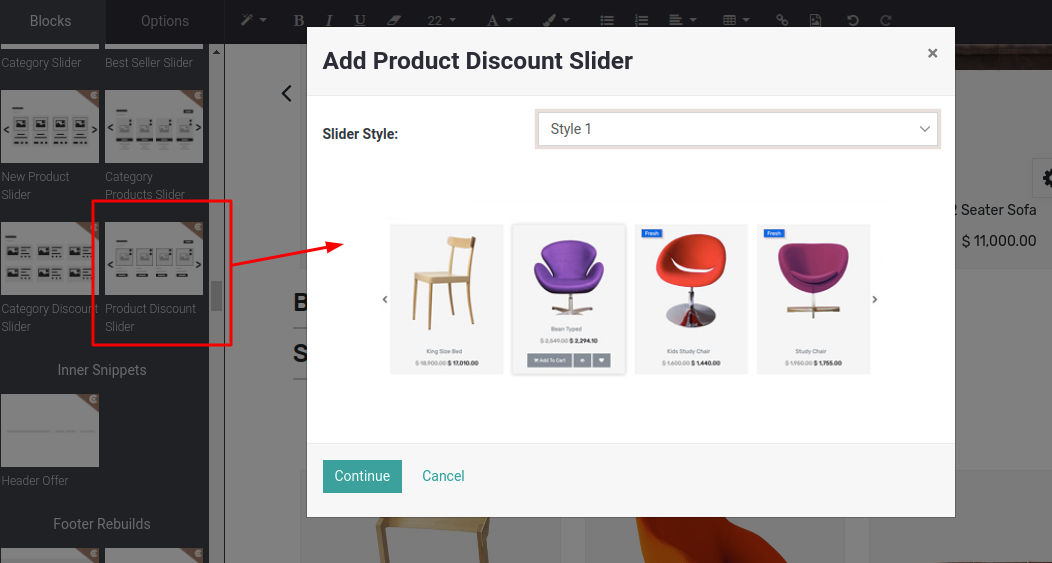 Blocks
Options
B I U 22 A
Category Slider
Best Seller Slider
New Product
Slider
Category
Products Slider
Category Discount
Slider
Product Discount
Slider
Inner Snippets
Header Offer
Footer Rebuilds
Add Product Discount Slider
×
Slider Style:
Style 1
King Size Bed
$ 18,900.00 $ 17,010.00
Bean Typed
$ 2,549.00 $ 2,294.10
Add To Cart
Fresh
Kids Study Chair
$ 1,600.00 $ 1,440.00
Fresh
Study Chair
$ 1,950.00 $ 1,755.00
Continue
Cancel
2 Seater Sofa
$ 11,000.00
B
S